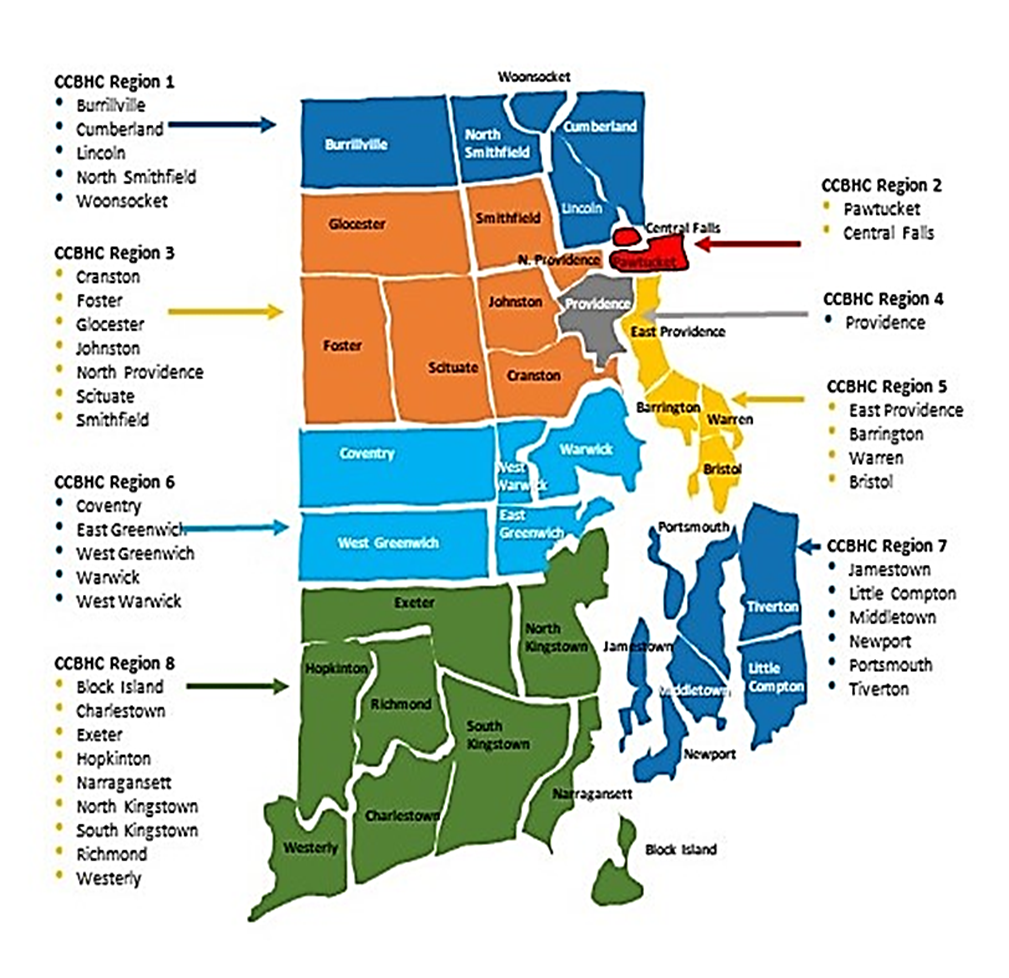 CCBHC Region 1
• Burrillville
• Cumberland
• Lincoln
• North Smithfield
• Woonsocket
CCBHC Region 3
• Cranston
• Foster
• Glocester
• Johnston
• North Providence
• Scituate
• Smithfield
CCBHC Region 6
• Coventry
• East Greenwich
• West Greenwich
• Warwick
• West Warwick
CCBHC Region 8
• Block Island
• Charlestown
• Exeter
• Hopkinton
• Narragansett
• North Kingstown
• South Kingstown
• Richmond
• Westerly
Woonsocket
Burrillville
North
Smithfield
Cumberland
Lincoln
Glocester
Smithfield
Central Falls
N. Providence
Pawtucket
Foster
Scituate
Johnston
Providence
East Providence
Cranston
Barrington
Warren
Bristol
Coventry
West
Warwick
Warwick
West Greenwich
East
Greenwich
Portsmouth
Tiverton
Exeter
North
Kingstown
Jamestown
Hopkinton
Richmond
South
Kingstown
Middletown
Little
Compton
Newport
Narragansett
Charlestown
Westerly
Block Island
CCBHC Region 2
• Pawtucket
• Central Falls
CCBHC Region 4
• Providence
CCBHC Region 5
• East Providence
• Barrington
• Warren
• Bristol
CCBHC Region 7
• Jamestown
• Little Compton
• Middletown
• Newport
• Portsmouth
• Tiverton